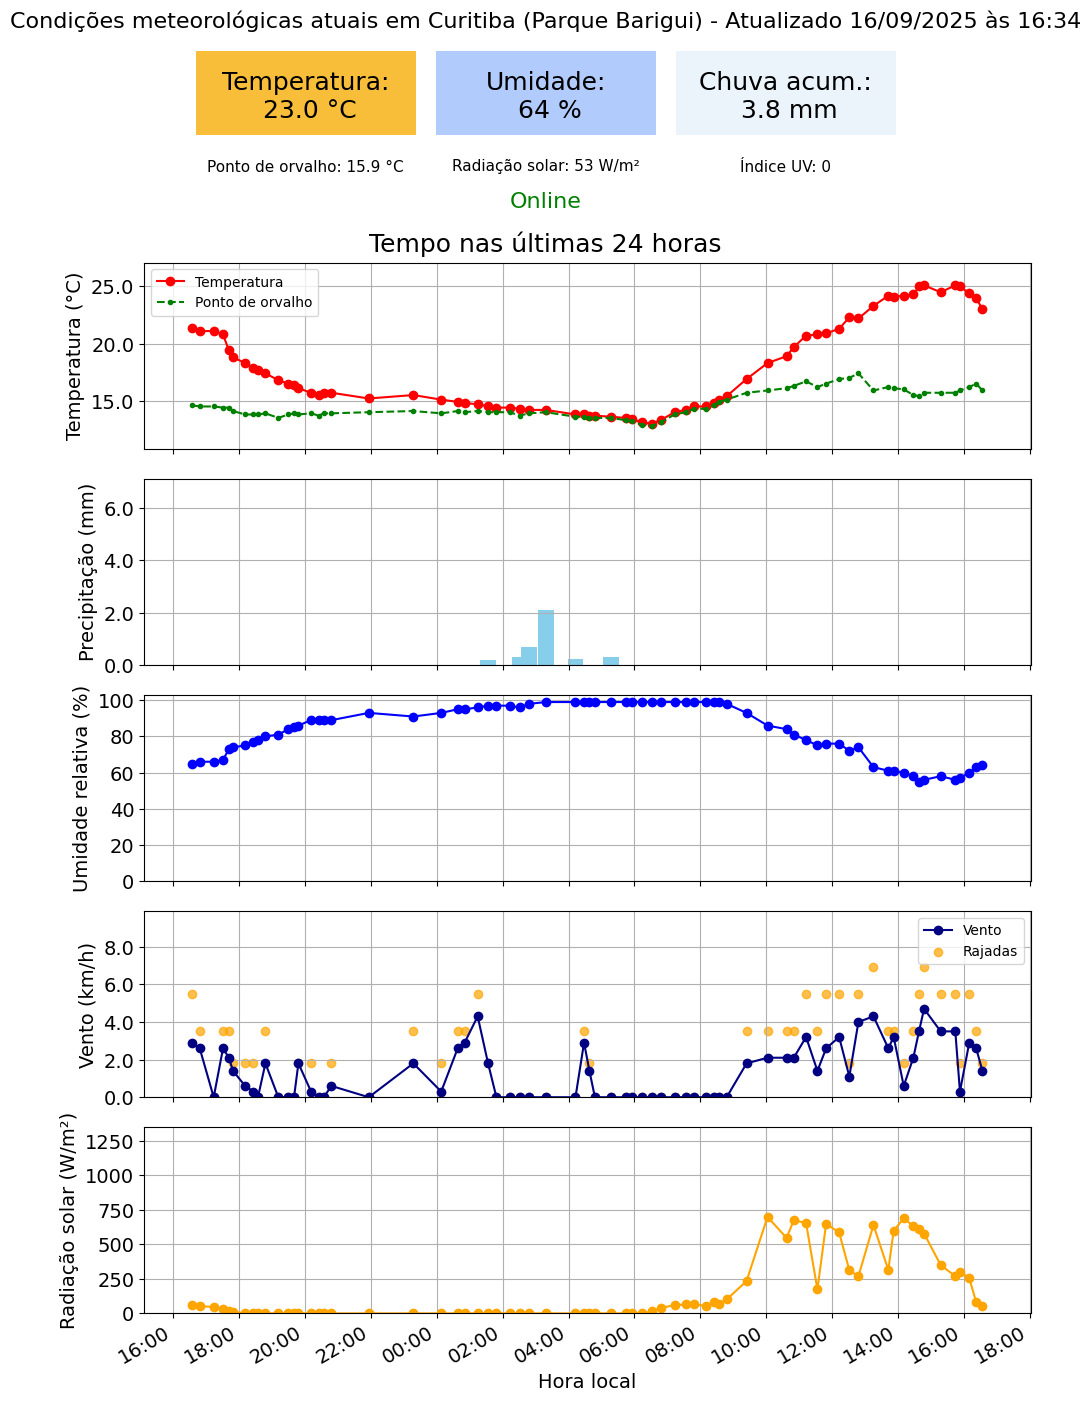 Condições meteorológicas atuais em Curitiba (Parque Barigui) - Atualizado 16/09/2025 às 16:34
Temperatura:
23.0 °C
Umidade:
64 %
Chuva acum.:
3.8 mm
Ponto de orvalho: 15.9 °C
Radiação solar: 53 W/m²
Índice UV: 0
Online
Tempo nas últimas 24 horas
Temperatura (°C)
25.0
20.0
15.0
Temperatura
Ponto de orvalho
Precipitação (mm)
6.0
4.0
2.0
0.0
Umidade relativa (%)
100
80
60
40
20
0
Vento (km/h)
8.0
6.0
4.0
2.0
0.0
Vento
Rajadas
Radiação solar (W/m²)
1250
1000
750
500
250
0
16:00 18:00 20:00 22:00 00:00 02:00 04:00 06:00 08:00 10:00 12:00 14:00 16:00 18:00
Hora local